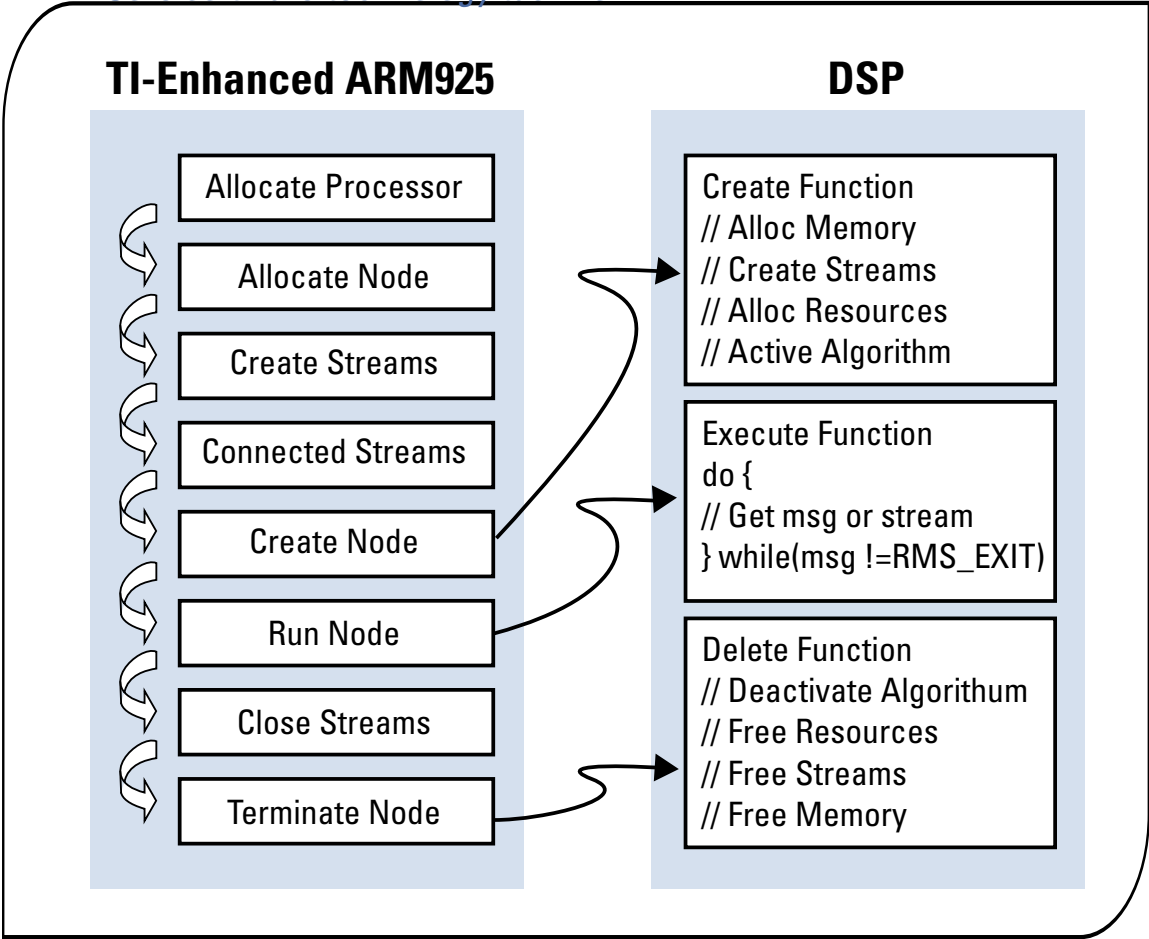 TI-Enhanced ARM925
Allocate Processor
Allocate Node
Create Streams
Connected Streams
Create Node
Run Node
Close Streams
Terminate Node
DSP
Create Function
// Alloc Memory
// Create Streams
// Alloc Resources
// Active Algorithm
Execute Function
do {
// Get msg or stream
} while(msg !=RMS_EXIT)
Delete Function
// Deactivate Algorithum
// Free Resources
// Free Streams
// Free Memory